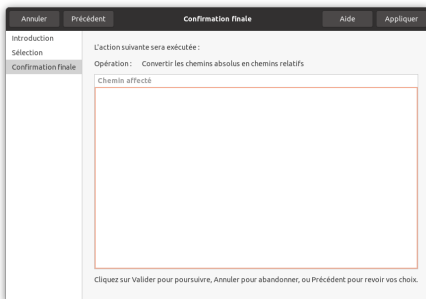 Annuler Précédent Confirmation finale Aide Appliquer
Introduction
Sélection
Confirmation finale
L'action suivante sera exécutée :
Opération : Convertir les chemins absolus en chemins relatifs
Chemin affecté
Cliquez sur Valider pour poursuivre, Annuler pour abandonner, ou Précédent pour revoir vos choix.